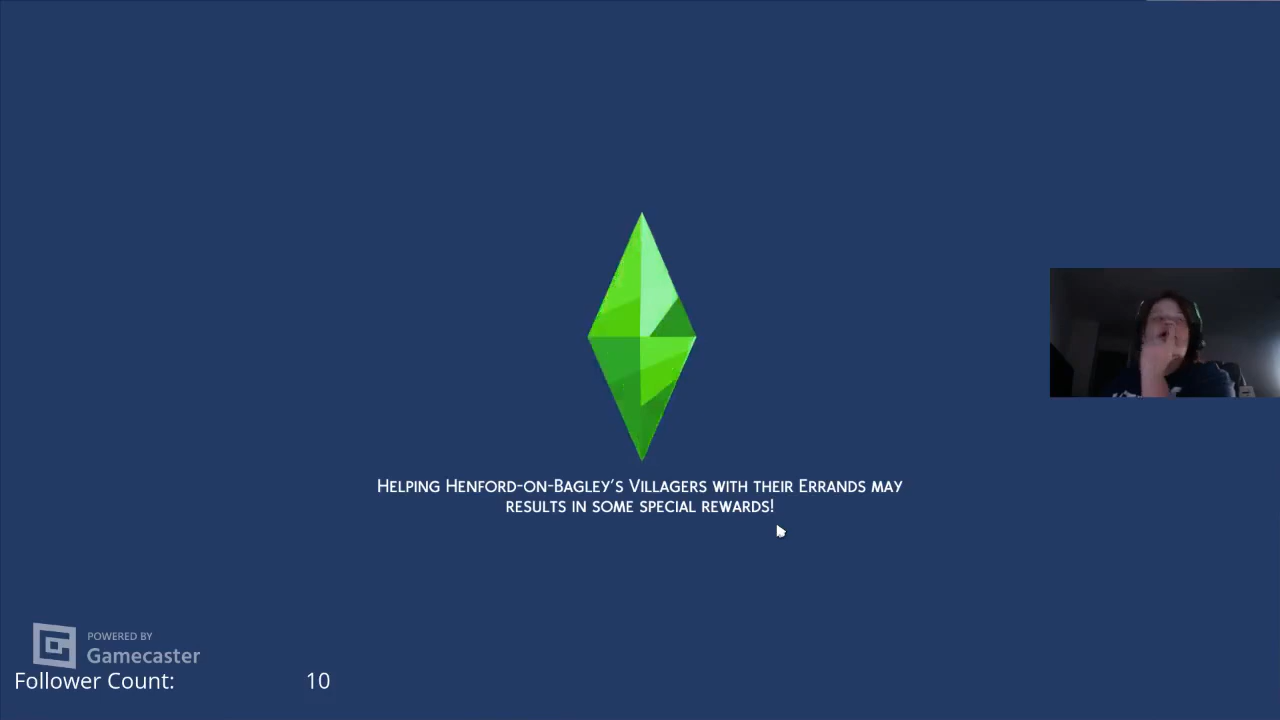 Helping Henford-on-Bagley's Villagers with their Errands may
results in some special rewards!
POWERED BY
Gamecaster
Follower Count: 10